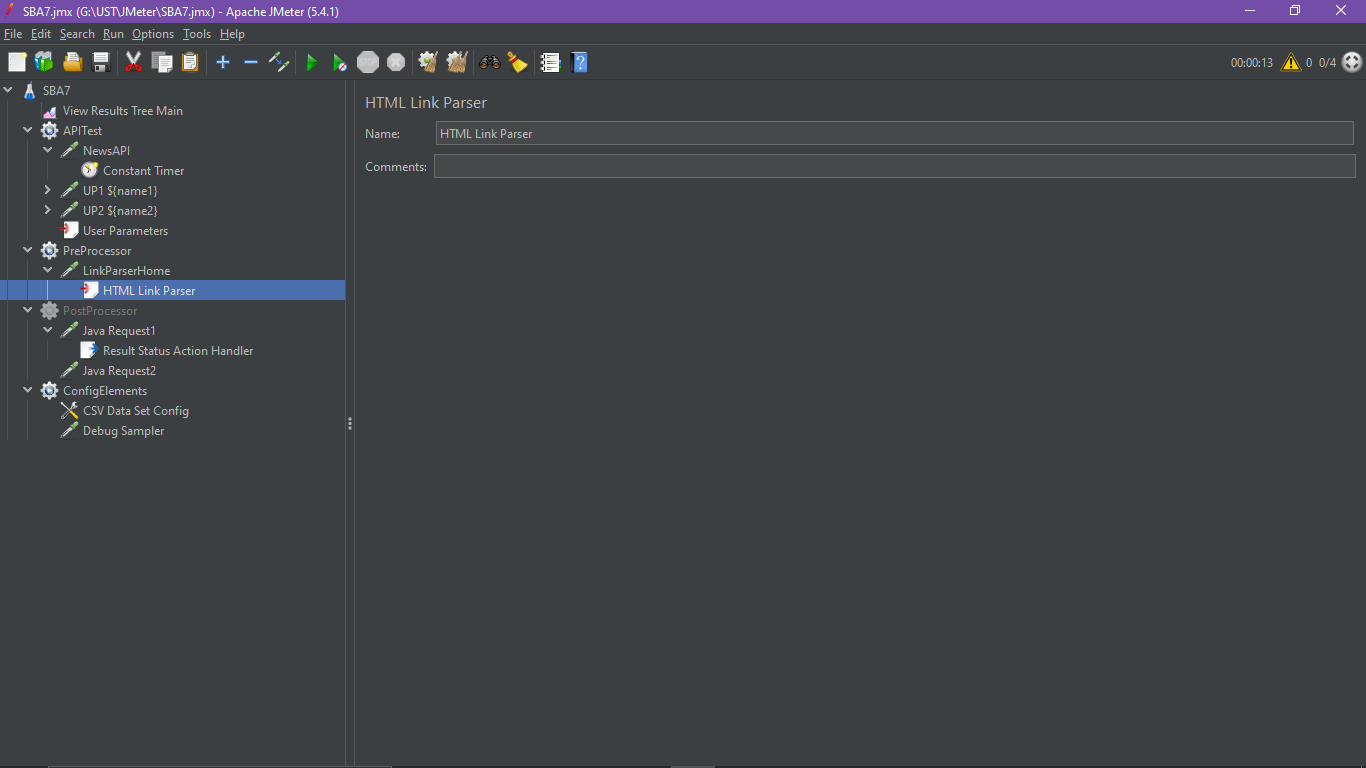 SBA7.jmx (G:\UST\JMeter\SBA7.jmx) - Apache JMeter (5.4.1)
File Edit Search Run Options Tools Help
STOP
00:00:13 0 0/4
SBA7
View Results Tree Main
APITest
NewsAPI
Constant Timer
UP1 ${name1}
UP2 ${name2}
User Parameters
PreProcessor
LinkParserHome
HTML Link Parser
PostProcessor
Java Request1
Result Status Action Handler
Java Request2
ConfigElements
CSV Data Set Config
Debug Sampler
HTML Link Parser
Name: HTML Link Parser
Comments: